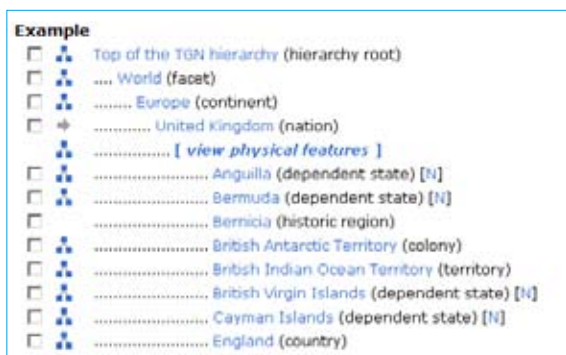 Example
Top of the TGN hierarchy (hierarchy root)
.... World (facet)
........ Europe (continent)
............ United Kingdom (nation)
................ [ view physical features ]
........................ Anguilla (dependent state) [N]
........................ Bermuda (dependent state) [N]
........................ Bernicia (historic region)
........................ British Antarctic Territory (colony)
........................ British Indian Ocean Territory (territory)
........................ British Virgin Islands (dependent state) [N]
........................ Cayman Islands (dependent state) [N]
........................ England (country)